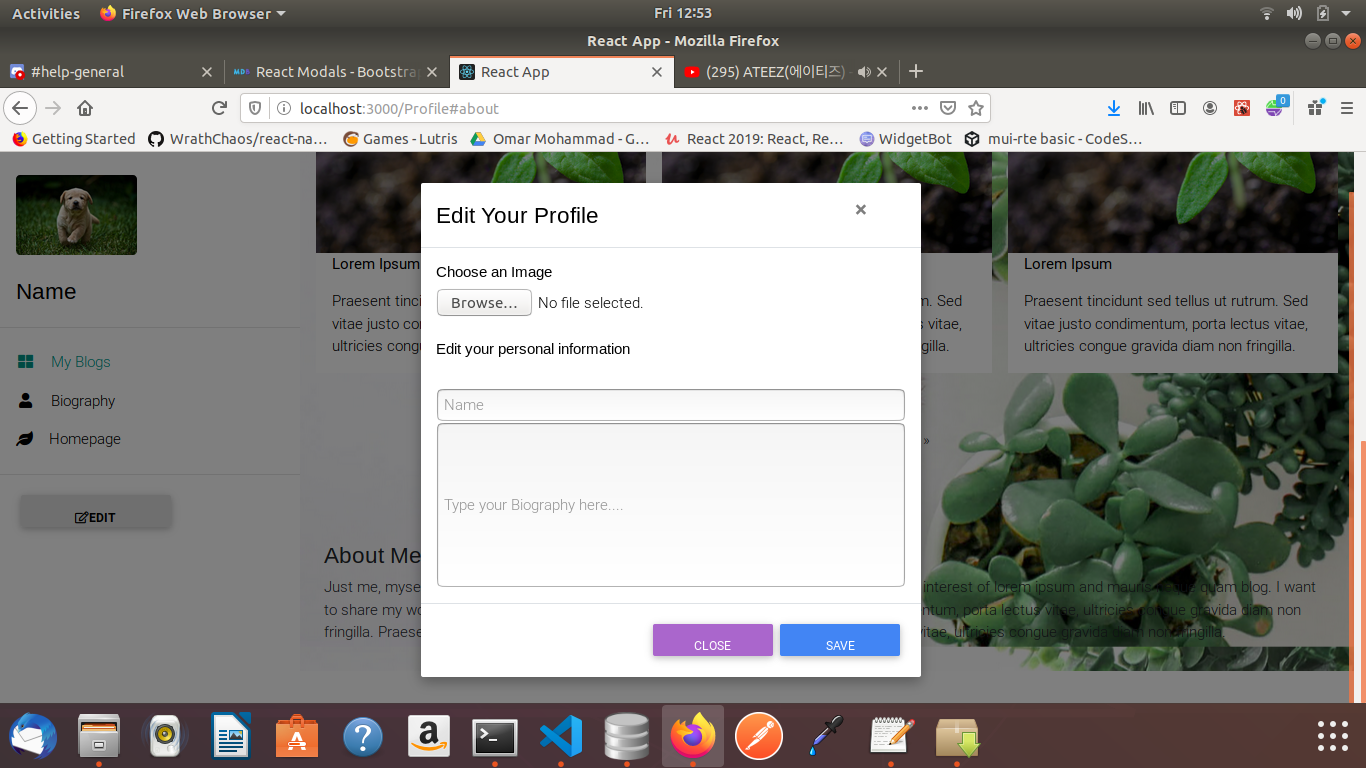 Activities Firefox Web Browser Fri 12:53
React App - Mozilla Firefox
#help-general React Modals - Bootstrap React App (295) ATEEZ(에이티즈)
localhost:3000/Profile#about
0
Getting Started WrathChaos/react-na… Games - Lutris Omar Mohammad - G… React 2019: React, Re… WidgetBot mui-rte basic - CodeS…
Name
My Blogs
Biography
Homepage
EDIT
Lorem Ipsum
Praesent tinci
vitae justo co
ultricies cong
m. Sed
vitae,
gilla.
Lorem Ipsum
Praesent tincidunt sed tellus ut rutrum. Sed
vitae justo condimentum, porta lectus vitae,
ultricies congue gravida diam non fringilla.
»
About Me
Just me, myse
to share my wo
fringilla. Praese
interest of lorem ipsum and mauris neque quam blog. I want
ntum, porta lectus vitae, ultricies congue gravida diam non
vitae, ultricies congue gravida diam non fringilla.
Edit Your Profile ×
Choose an Image
Browse… No file selected.
Edit your personal information
Name
Type your Biography here....
CLOSE SAVE